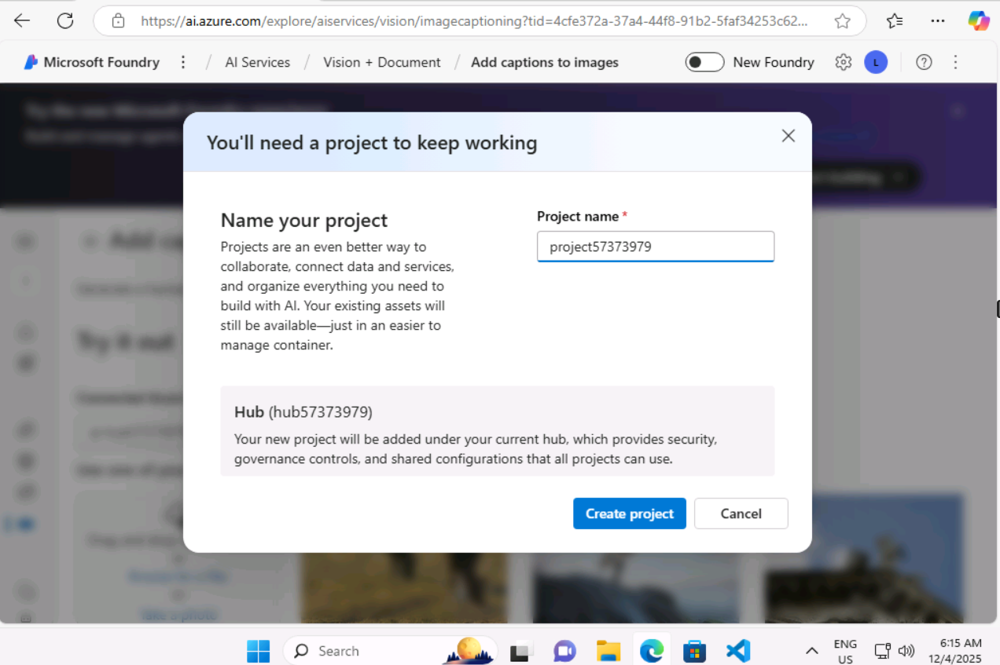 https://ai.azure.com/explore/aiservices/vision/imagecaptioning?tid=4cfe372a-37a4-44f8-91b2-5faf34253c62...
Microsoft Foundry / AI Services / Vision + Document / Add captions to images New Foundry L
You'll need a project to keep working
Name your project
Projects are an even better way to
collaborate, connect data and services,
and organize everything you need to
build with AI. Your existing assets will
still be available—just in an easier to
manage container.
Project name *
project57373979
Hub (hub57373979)
Your new project will be added under your current hub, which provides security,
governance controls, and shared configurations that all projects can use.
Create project Cancel
Try it out
Search
ENG
US
6:15 AM
12/4/2025